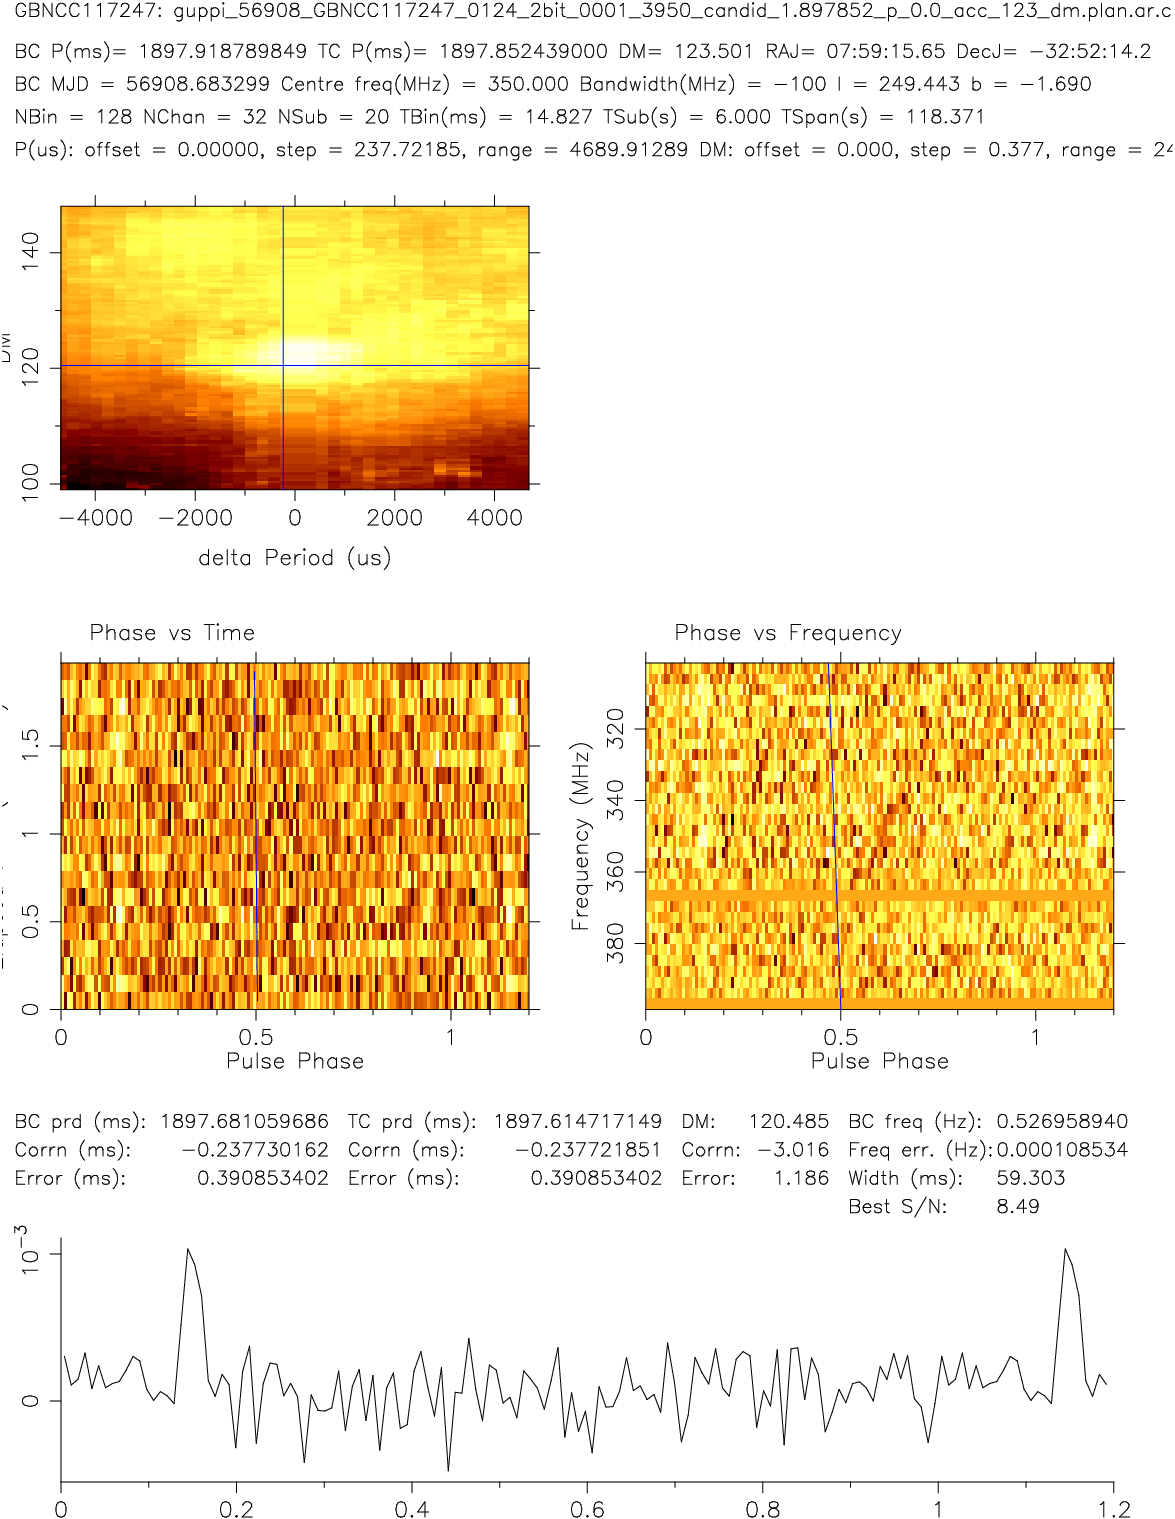 GBNCC117247: guppi_56908_GBNCC117247_0124_2bit_0001_3950_candid_1.897852_p_0.0_acc_123_dm.plan.ar.c
BC P(ms)= 1897.918789849 TC P(ms)= 1897.852439000 DM= 123.501 RAJ= 07:59:15.65 DecJ= −32:52:14.2
BC MJD = 56908.683299 Centre freq(MHz) = 350.000 Bandwidth(MHz) = −100 l = 249.443 b = −1.690
NBin = 128 NChan = 32 NSub = 20 TBin(ms) = 14.827 TSub(s) = 6.000 TSpan(s) = 118.371
P(us): offset = 0.00000, step = 237.72185, range = 4689.91289 DM: offset = 0.000, step = 0.377, range = 24
140
DM
120
100
−4000 −2000 0 2000 4000
delta Period (us)
Phase vs Time
1.5
1
0.5
0
0 0.5 1
Pulse Phase
Phase vs Frequency
320
340
Frequency (MHz)
360
380
0 0.5 1
Pulse Phase
BC prd (ms): 1897.681059686 TC prd (ms): 1897.614717149 DM: 120.485 BC freq (Hz): 0.526958940
Corrn (ms): −0.237730162 Corrn (ms): −0.237721851 Corrn: −3.016 Freq err. (Hz): 0.000108534
Error (ms): 0.390853402 Error (ms): 0.390853402 Error: 1.186 Width (ms): 59.303
Best S/N: 8.49
10−3
0
0 0.2 0.4 0.6 0.8 1 1.2